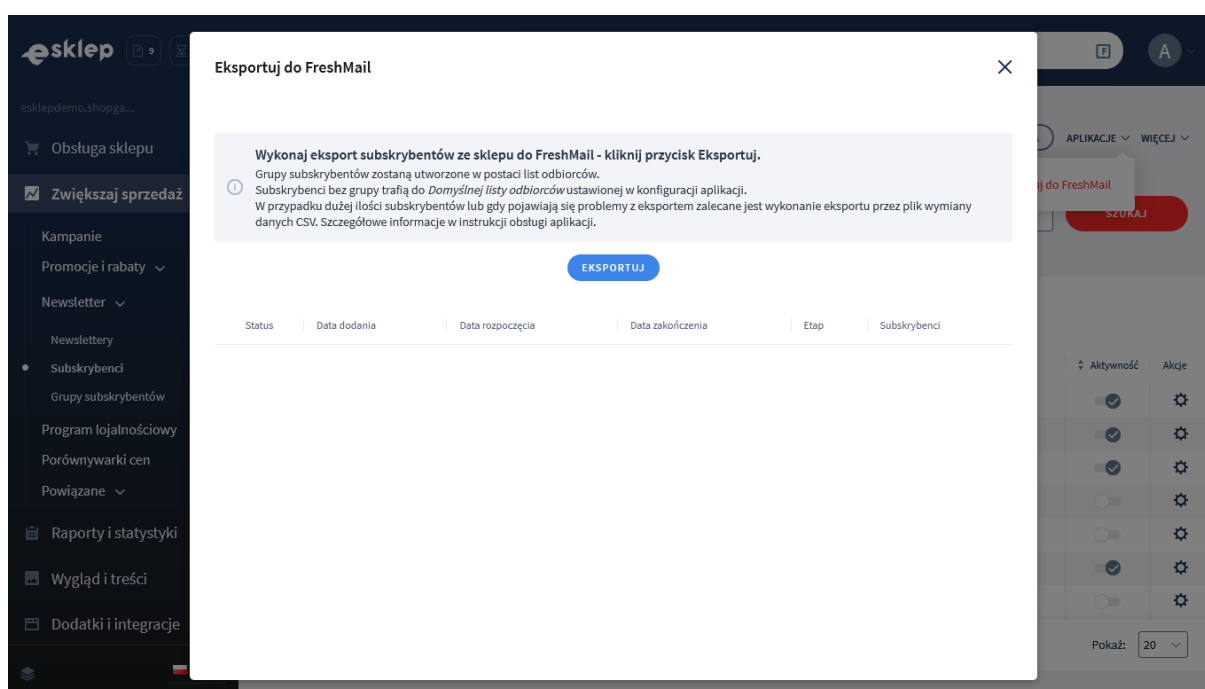 esklep
9
F
A
esklepdemo.shopga...
Obsługa sklepu
Zwiększaj sprzedaż
Kampanie
Promocje i rabaty
Newsletter
Newslettery
Subskrybenci
Grupy subskrybentów
Program lojalnościowy
Porównywarki cen
Powiązane
Raporty i statystyki
Wygląd i treści
Dodatki i integracje
Eksportuj do FreshMail
Wykonaj eksport subskrybentów ze sklepu do FreshMail - kliknij przycisk Eksportuj.
Grupy subskrybentów zostaną utworzone w postaci list odbiorców.
Subskrybenci bez grupy trafią do Domyślnej listy odbiorców ustawionej w konfiguracji aplikacji.
W przypadku dużej ilości subskrybentów lub gdy pojawiają się problemy z eksportem zalecane jest wykonanie eksportu przez plik wymiany
danych CSV. Szczegółowe informacje w instrukcji obsługi aplikacji.
EKSPORTUJ
Status Data dodania Data rozpoczęcia Data zakończenia Etap Subskrybenci
APLIKACJE WIĘCEJ
do FreshMail
SZUKAJ
Aktywność Akcje
Pokaż: 20